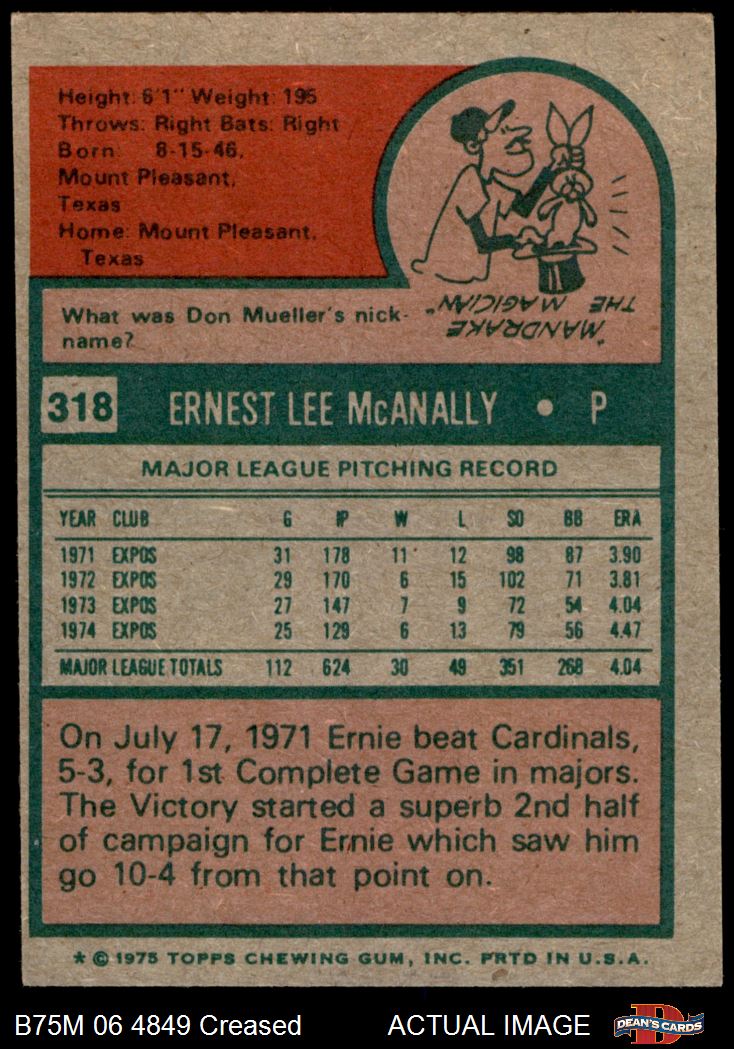 Height: 6'1" Weight: 195
Throws: Right Bats: Right
Born: 8-15-46,
Mount Pleasant,
Texas
Home: Mount Pleasant,
Texas
What was Don Mueller's nick-
name?
"MANDRAKE
THE MAGICIAN"
318 ERNEST LEE McANALLY • P
MAJOR LEAGUE PITCHING RECORD
YEAR CLUB G IP W L SO BB ERA
1971 EXPOS 31 178 11 12 98 87 3.90
1972 EXPOS 29 170 6 15 102 71 3.81
1973 EXPOS 27 147 7 9 72 54 4.04
1974 EXPOS 25 129 6 13 79 56 4.47
MAJOR LEAGUE TOTALS 112 624 30 49 351 268 4.04
On July 17, 1971 Ernie beat Cardinals,
5-3, for 1st Complete Game in majors.
The Victory started a superb 2nd half
of campaign for Ernie which saw him
go 10-4 from that point on.
* © 1975 TOPPS CHEWING GUM, INC. PRTD IN U.S.A.
B75M 06 4849 Creased ACTUAL IMAGE D DEAN'S CARDS